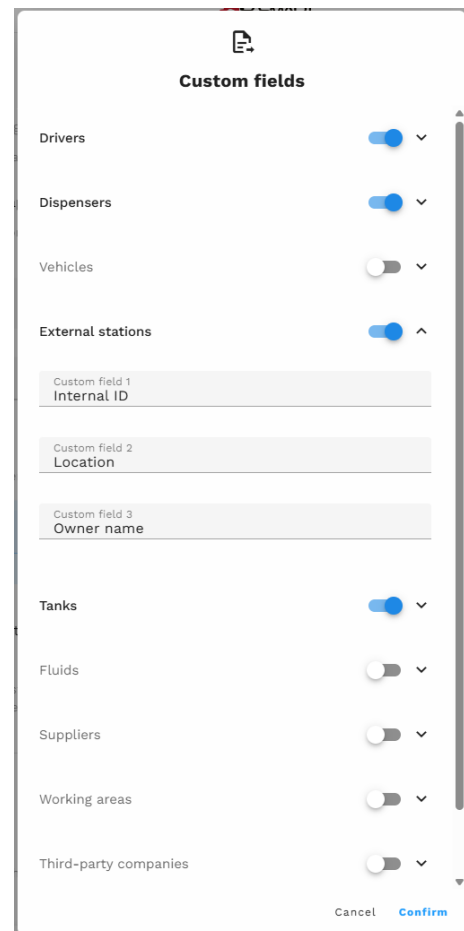 Custom fields
Drivers
Dispensers
Vehicles
External stations
Custom field 1
Internal ID
Custom field 2
Location
Custom field 3
Owner name
Tanks
Fluids
Suppliers
Working areas
Third-party companies
Cancel Confirm